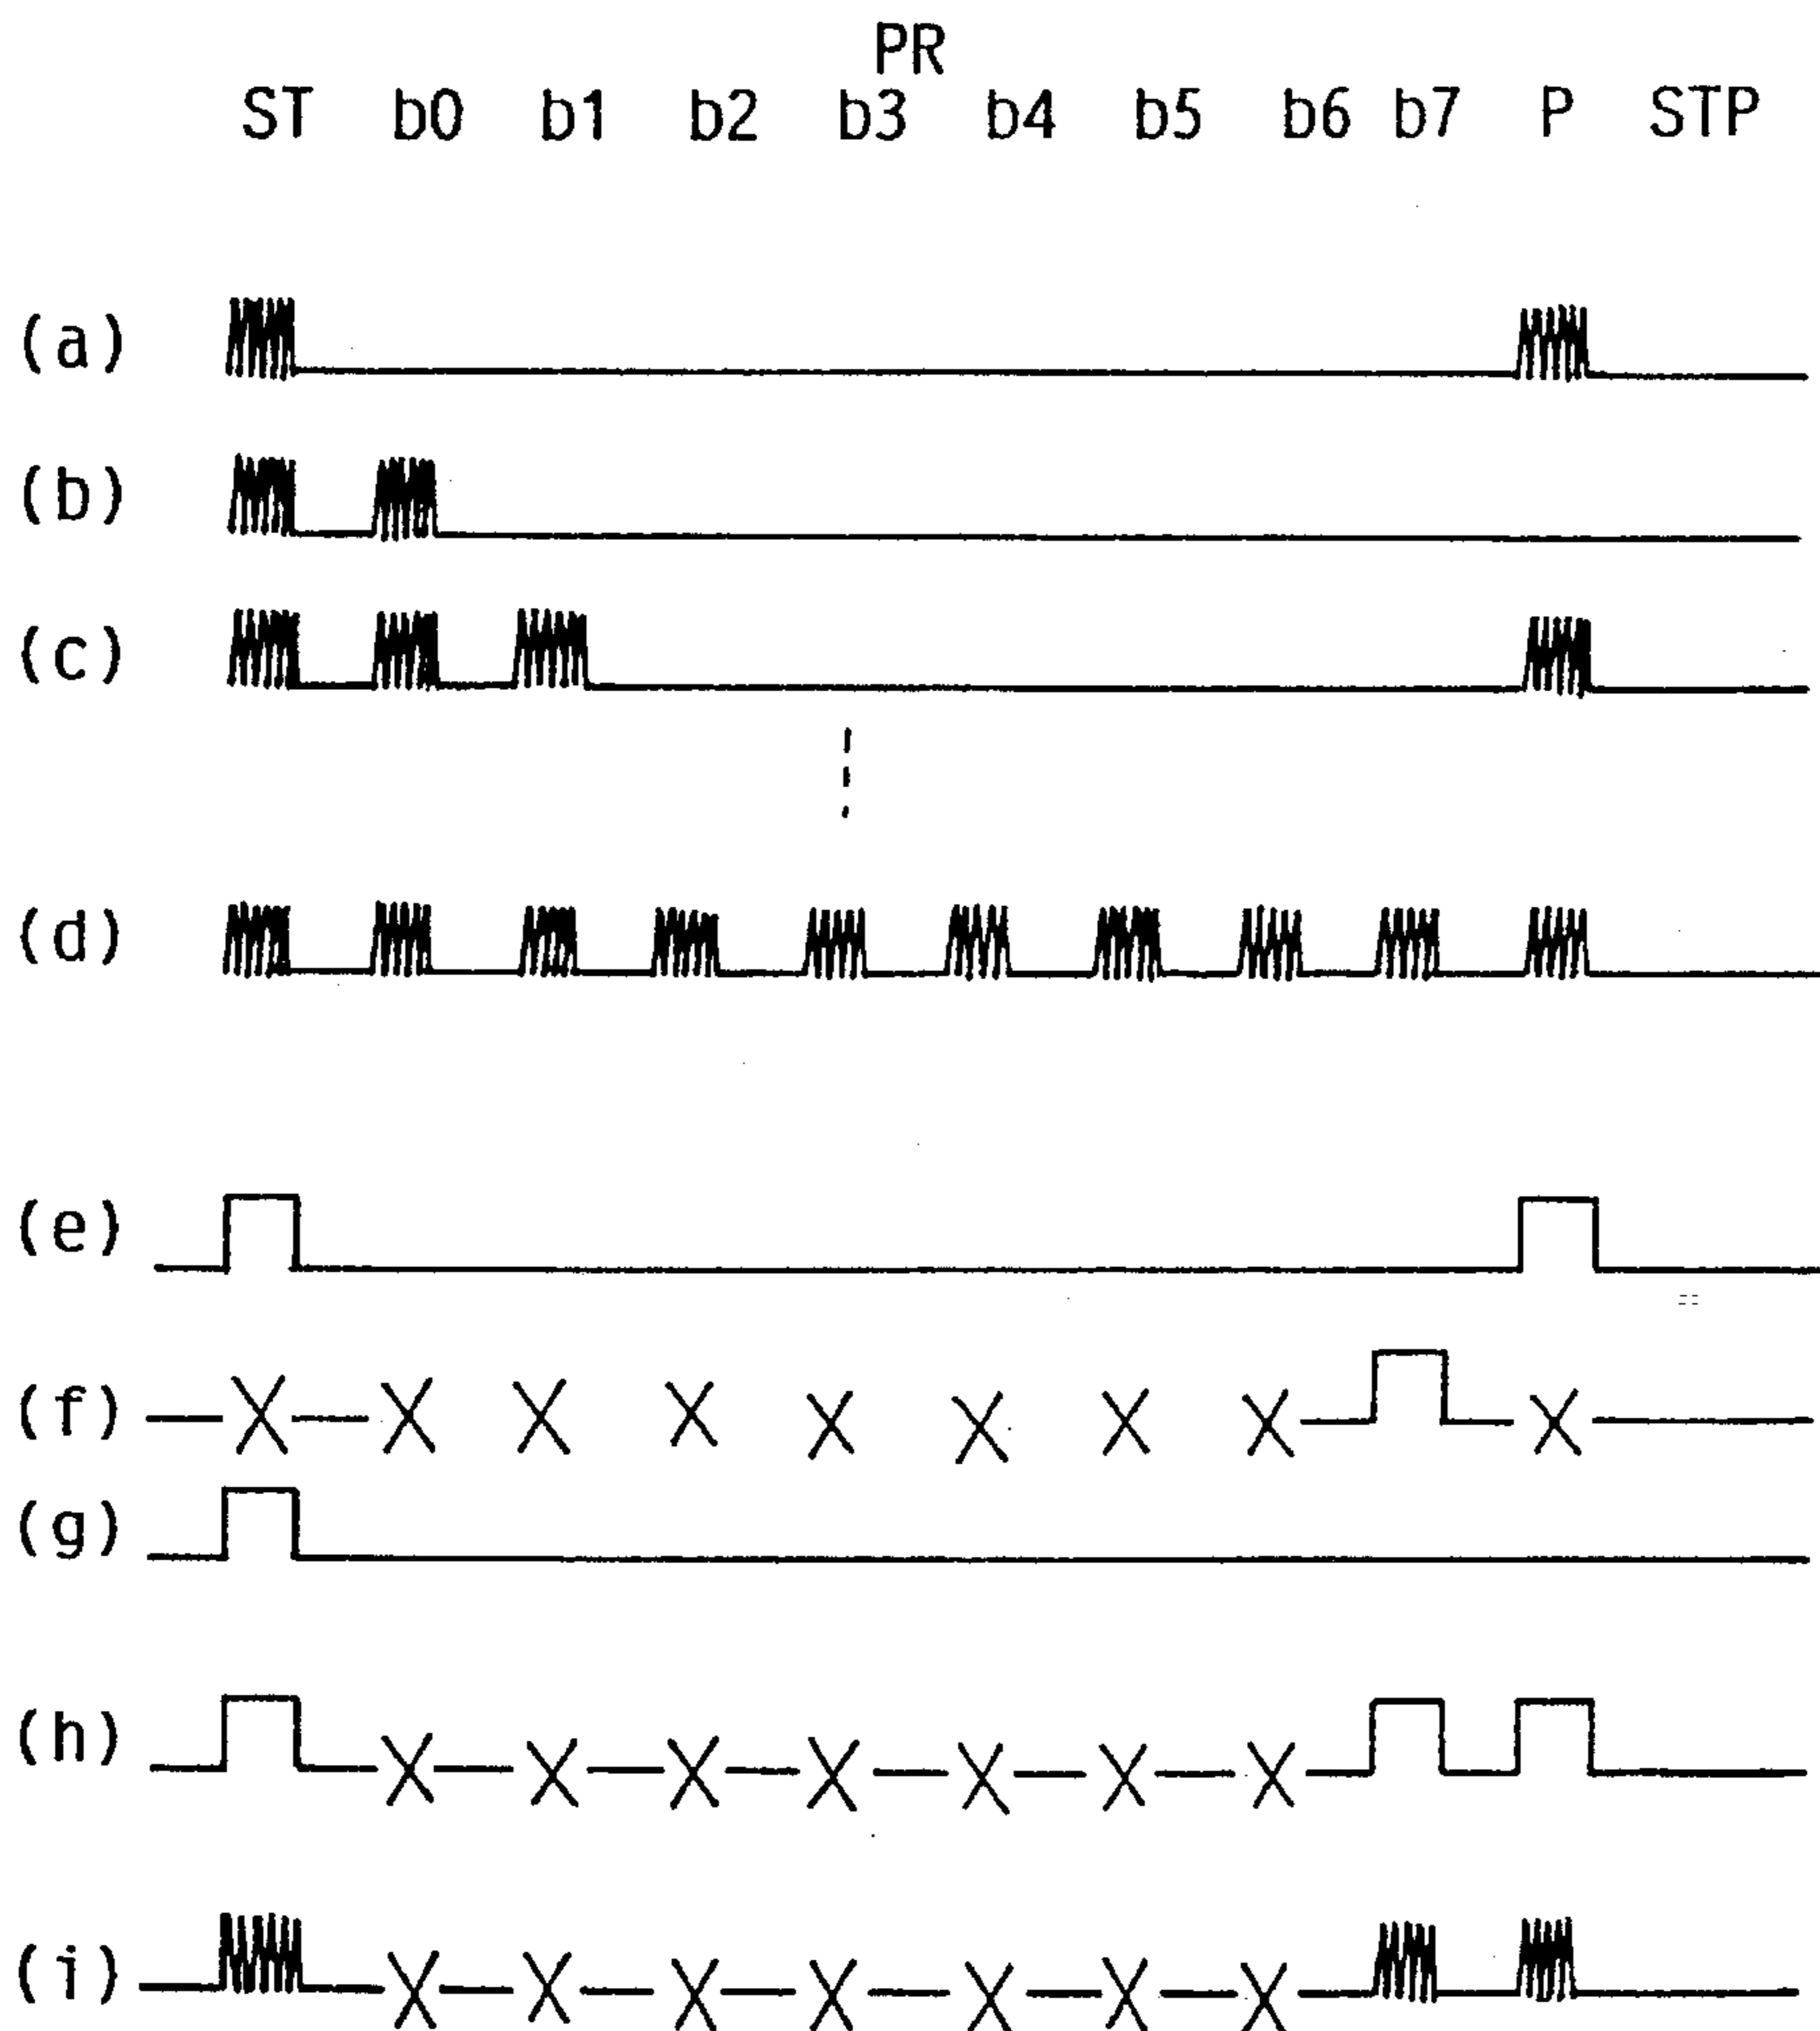 PR
ST b0 b1 b2 b3 b4 b5 b6 b7 P STP
(a)
(b)
(c)
(d)
(e)
(f)
(g)
(h)
(i)